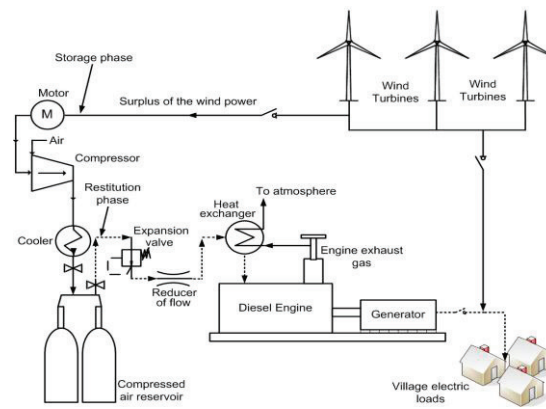 Storage phase
Motor
M
Surplus of the wind power
Wind
Turbines
Wind
Turbines
Air
Compressor
Restitution
phase
To atmosphere
Heat
exchanger
Expansion
valve
Cooler
Engine exhaust
gas
Reducer
of flow
Diesel Engine
Generator
Compressed
air reservoir
Village electric
loads